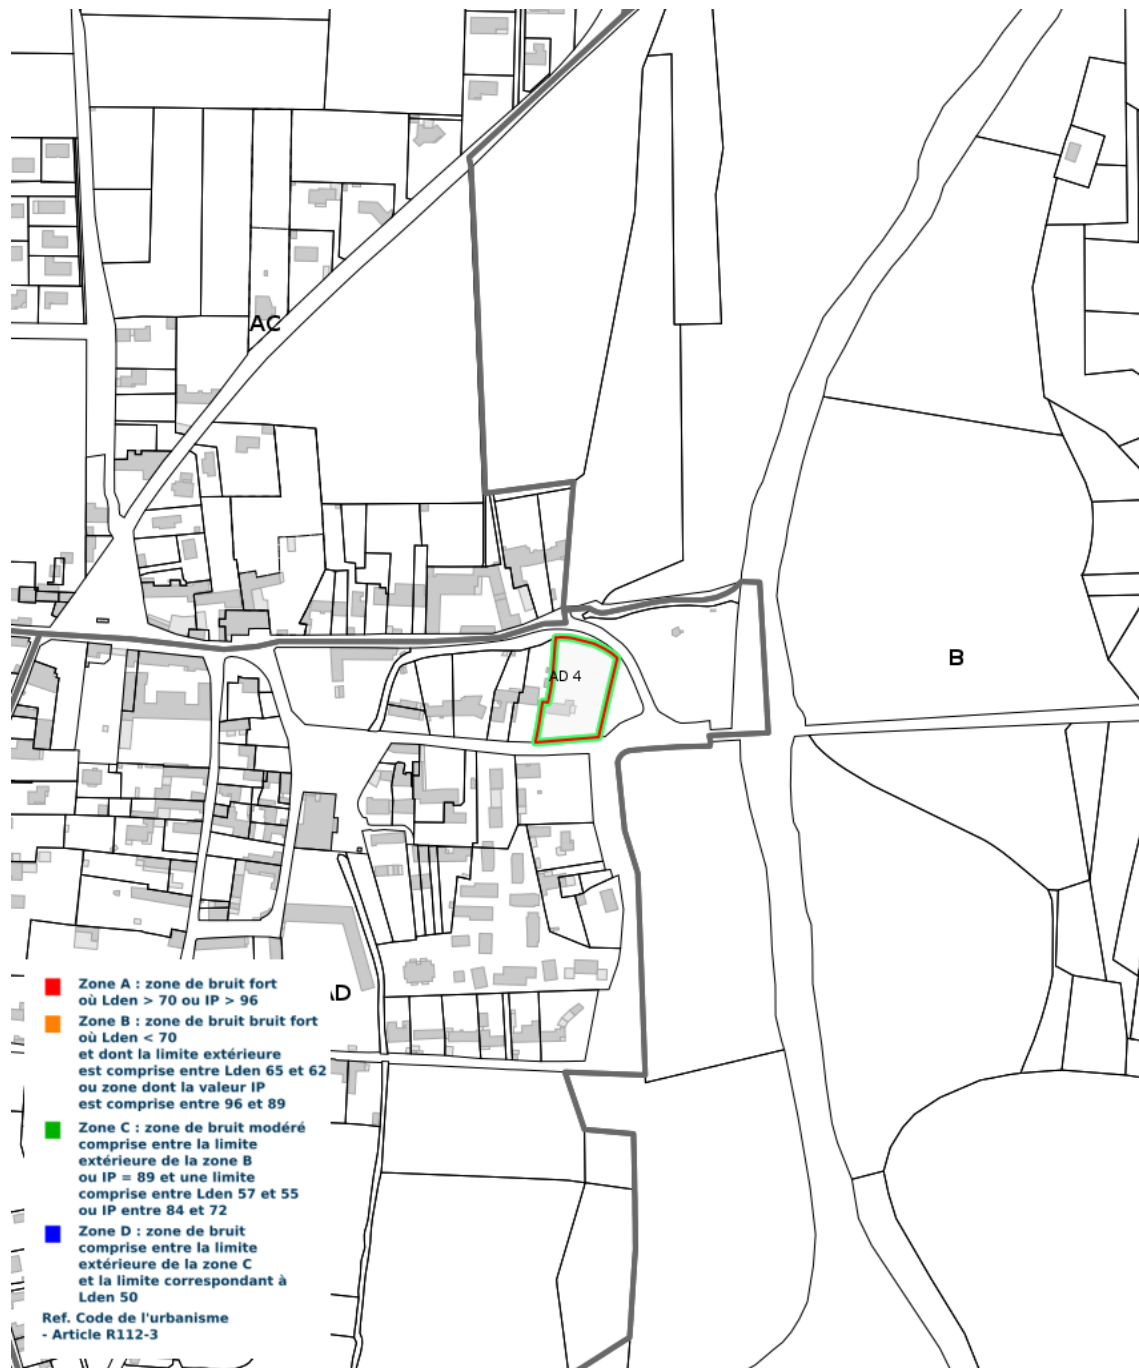 AC
AD 4
B
AD
Zone A : zone de bruit fort
où Lden > 70 ou IP > 96
Zone B : zone de bruit bruit fort
où Lden < 70
et dont la limite extérieure
est comprise entre Lden 65 et 62
ou zone dont la valeur IP
est comprise entre 96 et 89
Zone C : zone de bruit modéré
comprise entre la limite
extérieure de la zone B
ou IP = 89 et une limite
comprise entre Lden 57 et 55
ou IP entre 84 et 72
Zone D : zone de bruit
comprise entre la limite
extérieure de la zone C
et la limite correspondant à
Lden 50
Ref. Code de l'urbanisme
- Article R112-3